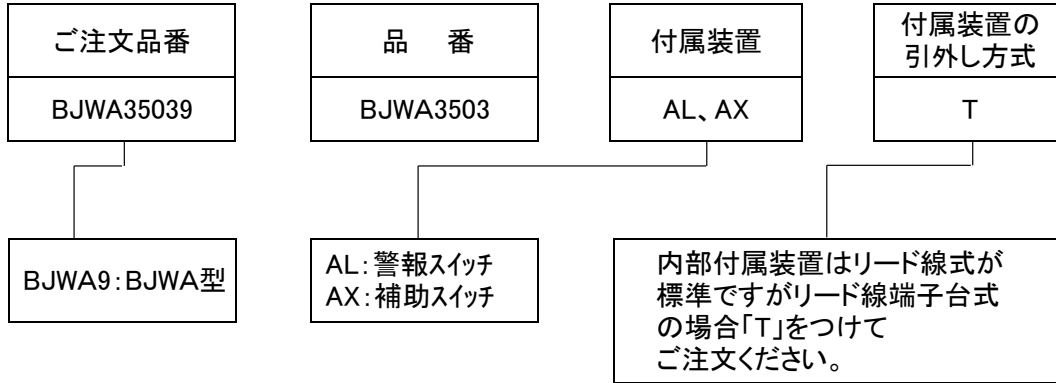 ご注文品番
BJWA35039
品 番
BJWA3503
付属装置
AL、AX
付属装置の
引外し方式
T
BJWA9:BJWA型
AL:警報スイッチ
AX:補助スイッチ
内部付属装置はリード線式が
標準ですがリード線端子台式
の場合「T」をつけて
ご注文ください。